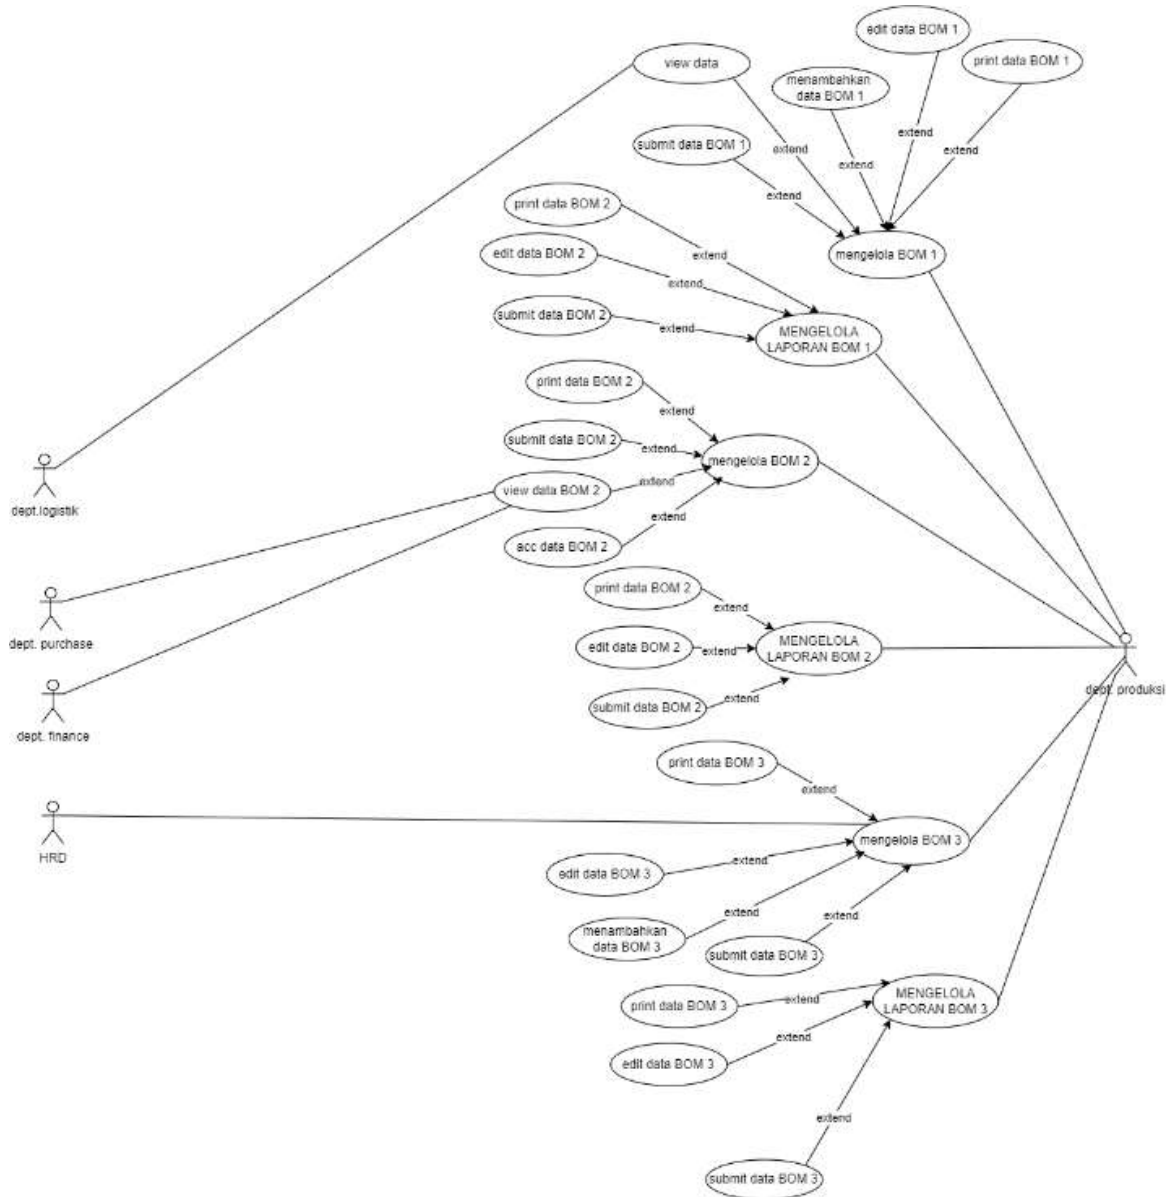 edit data BOM 1
view data
print data BOM 1
menambahkan
data BOM 1
submit data BOM 1
extend
extend
extend
extend
extend
print data BOM 2
mengelola BOM 1
edit data BOM 2
extend
extend
submit data BOM 2
extend
MENGELOLA
LAPORAN BOM 1
print data BOM 2
extend
submit data BOM 2
extend
mengelola BOM 2
view data BOM 2
extend
dept.logistik
extend
acc data BOM 2
print data BOM 2
extend
dept. purchase
edit data BOM 2
extend
MENGELOLA
LAPORAN BOM 2
dept. produksi
submit data BOM 2
extend
dept. finance
print data BOM 3
extend
mengelola BOM 3
HRD
edit data BOM 3
extend
menambahkan
data BOM 3
extend
extend
submit data BOM 3
print data BOM 3
extend
MENGELOLA
LAPORAN BOM 3
extend
edit data BOM 3
extend
submit data BOM 3